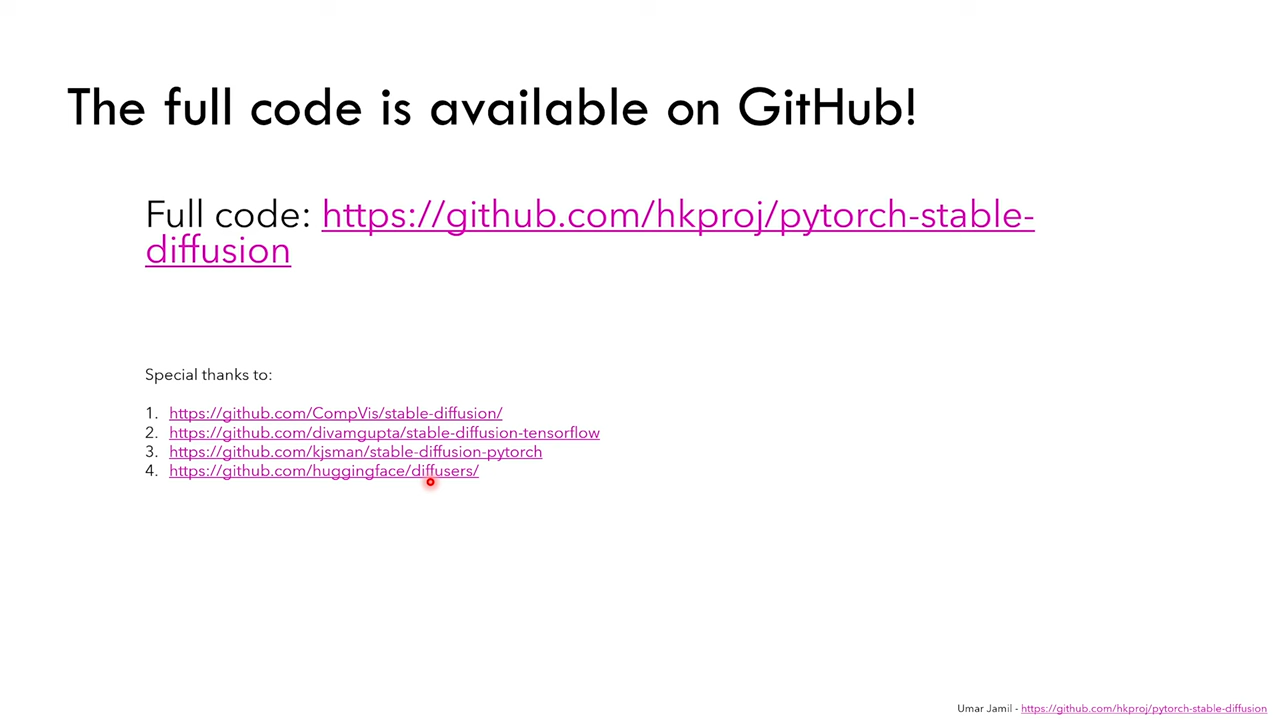 The full code is available on GitHub!
Full code: https://github.com/hkproj/pytorch-stable-
diffusion
Special thanks to:
1. https://github.com/CompVis/stable-diffusion/
2. https://github.com/divamgupta/stable-diffusion-tensorflow
3. https://github.com/kjsman/stable-diffusion-pytorch
4. https://github.com/huggingface/diffusers/
Umar Jamil - https://github.com/hkproj/pytorch-stable-diffusion